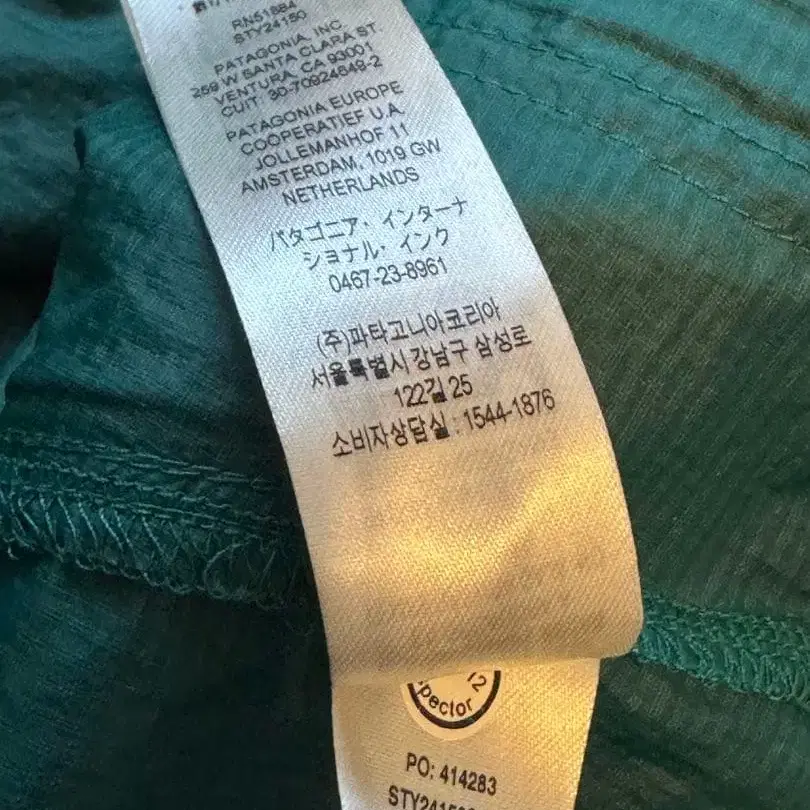 RN51884
STY24150
PATAGONIA, INC.
259 W SANTA CLARA ST.
VENTURA, CA 93001
CUIT: 30-70924648-2
PATAGONIA EUROPE
COOPERATIEF U.A.
JOLLEMANHOF 11
AMSTERDAM, 1019 GW
NETHERLANDS
パタゴニア・インターナ
ショナル・インク
0467-23-8961
(주)파타고니아코리아
서울특별시 강남구 삼성로
122길 25
소비자상담실 : 1544-1876
12
pector
PO: 414283